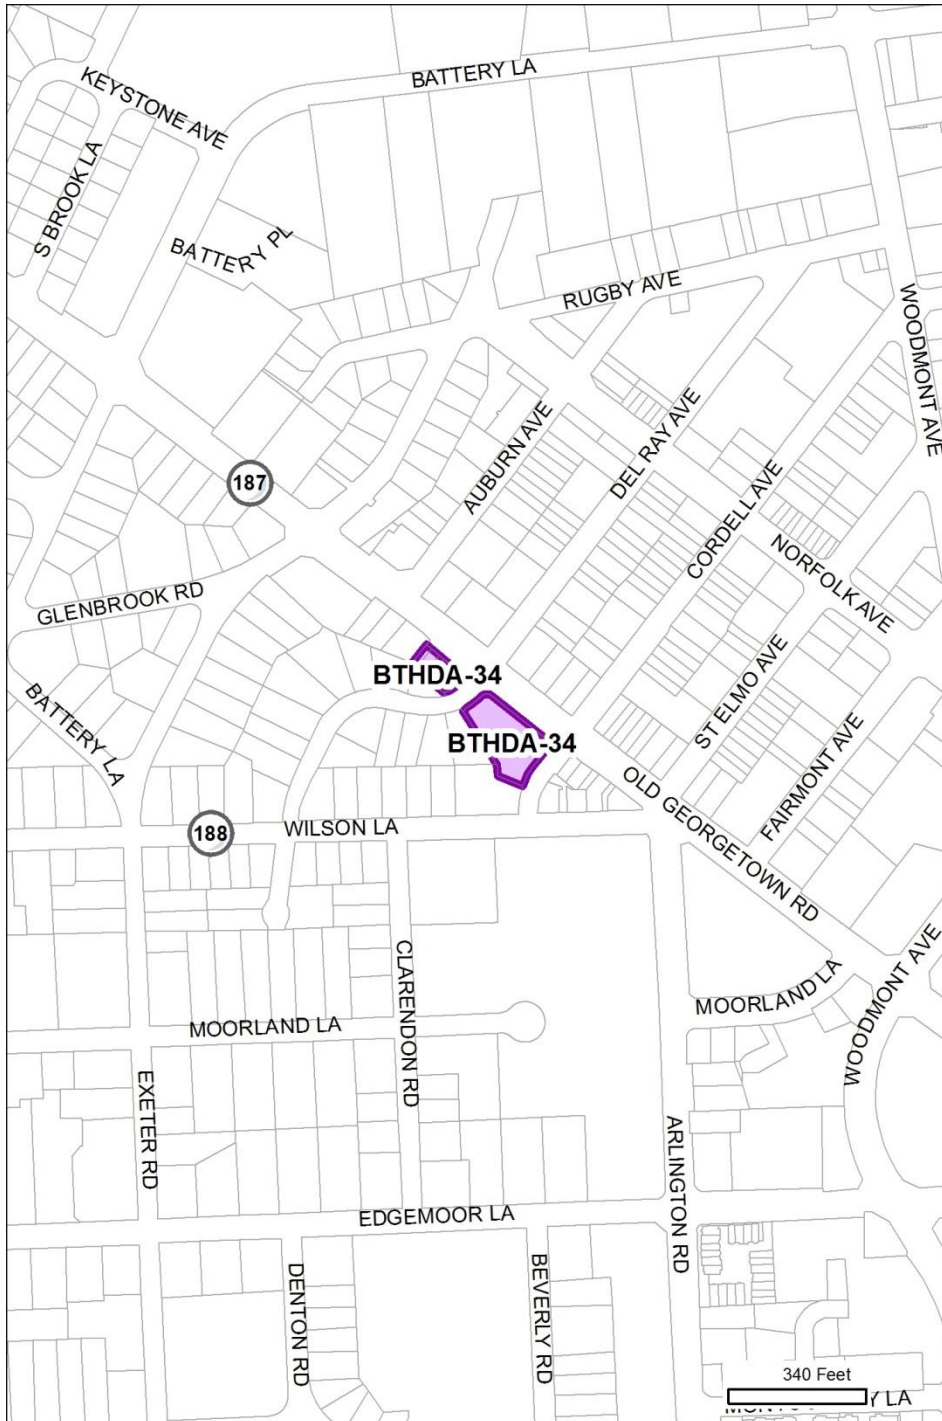 BATTERY LA
KEYSTONE AVE
S BROOK LA
BATTERY PL
RUGBY AVE
WOODMONT AVE
AUBURN AVE
DEL RAY AVE
187
CORDELL AVE
NORFOLK AVE
GLENBROOK RD
BTHDA-34
ST ELMO AVE
BATTERY LA
BTHDA-34
FAIRMONT AVE
OLD GEORGETOWN RD
188
WILSON LA
CLARENDON RD
MOORLAND LA
WOODMONT AVE
MOORLAND LA
EXETER RD
ARLINGTON RD
EDGEMOOR LA
DENTON RD
BEVERLY RD
340 Feet
LA